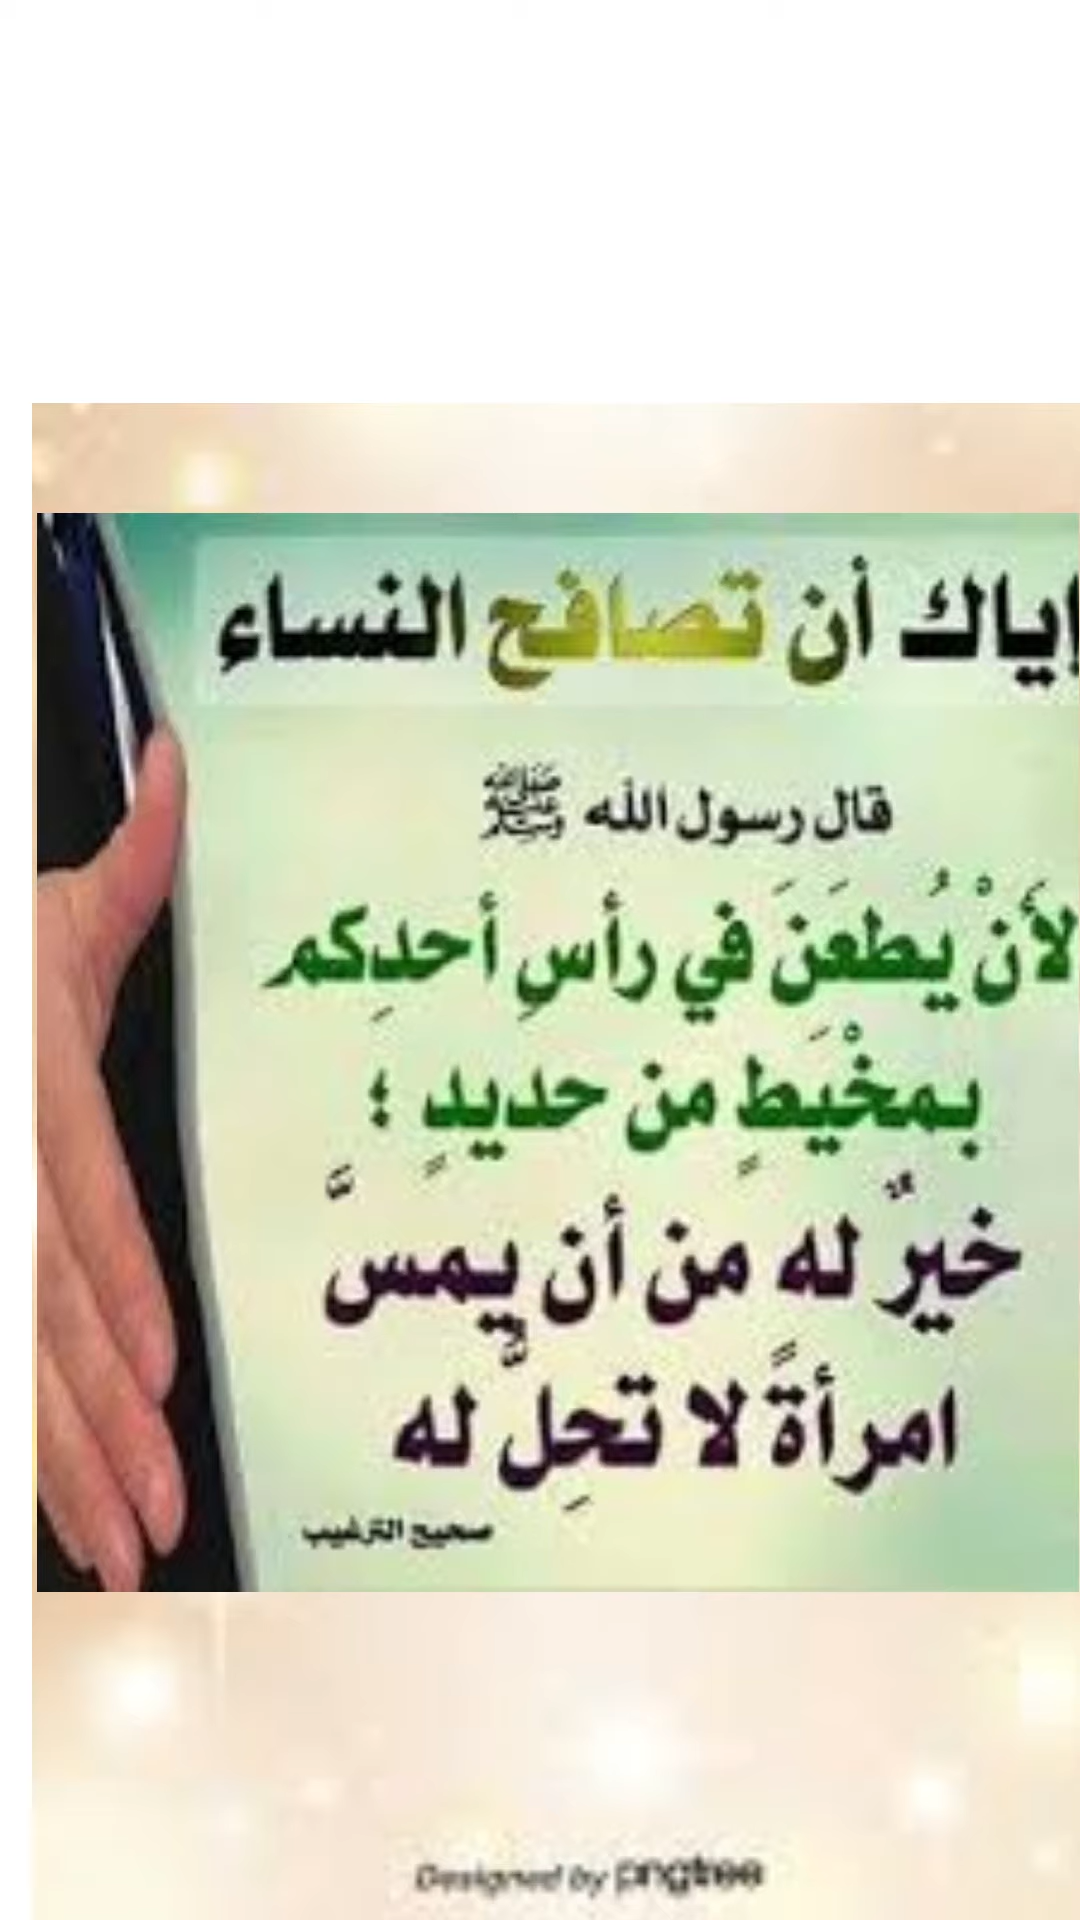 إياك أن تصافح النساء
قال رسول الله ﷺ
لأَنْ يُطعَنَ في رأسِ أحدِكم
بمخْيَطٍ من حديدٍ ؛
خيرٌ له من أن يمسَّ
امرأةً لا تحِلُّ له
صحيح الترغيب
Designed by pngtree